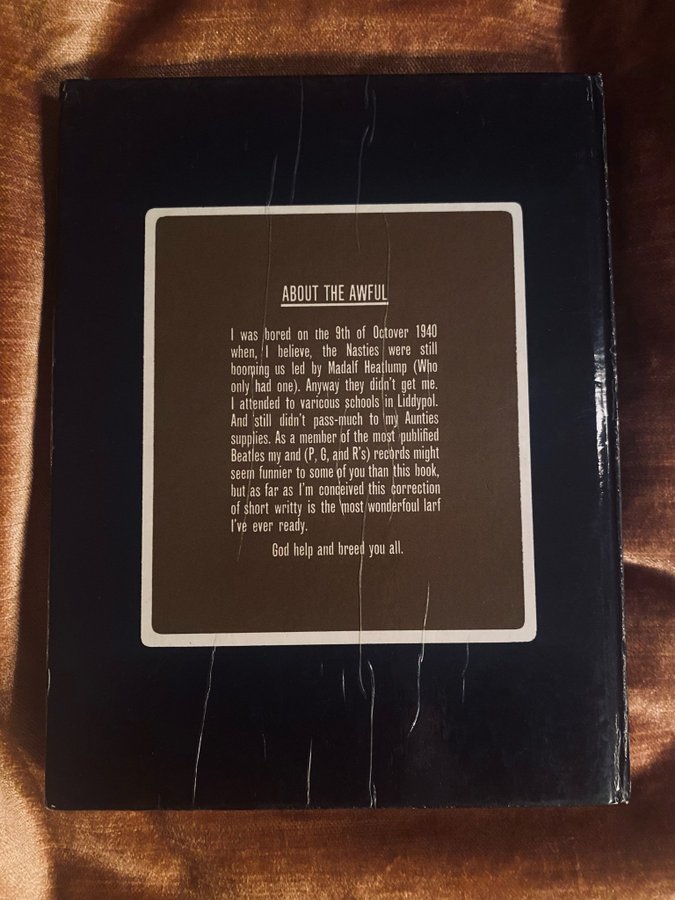 ABOUT THE AWFUL
I was bored on the 9th of Octover 1940
when, I believe, the Nasties were still
booming us led by Madalf Heatlump (Who
only had one). Anyway they didn't get me.
I attended to varicous schools in Liddypol.
And still didn't pass-much to my Aunties
supplies. As a member of the most publified
Beatles my and (P, G, and R's) records might
seem funnier to some of you than this book,
but as far as I'm conceived this correction
of short writty is the most wonderfoul larf
I've ever ready.
God help and breed you all.